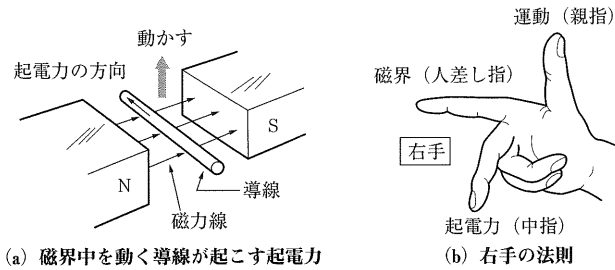 動かす
起電力の方向
S
N
導線
磁力線
(a) 磁界中を動く導線が起こす起電力
運動（親指）
磁界（人差し指）
右手
起電力（中指）
(b) 右手の法則